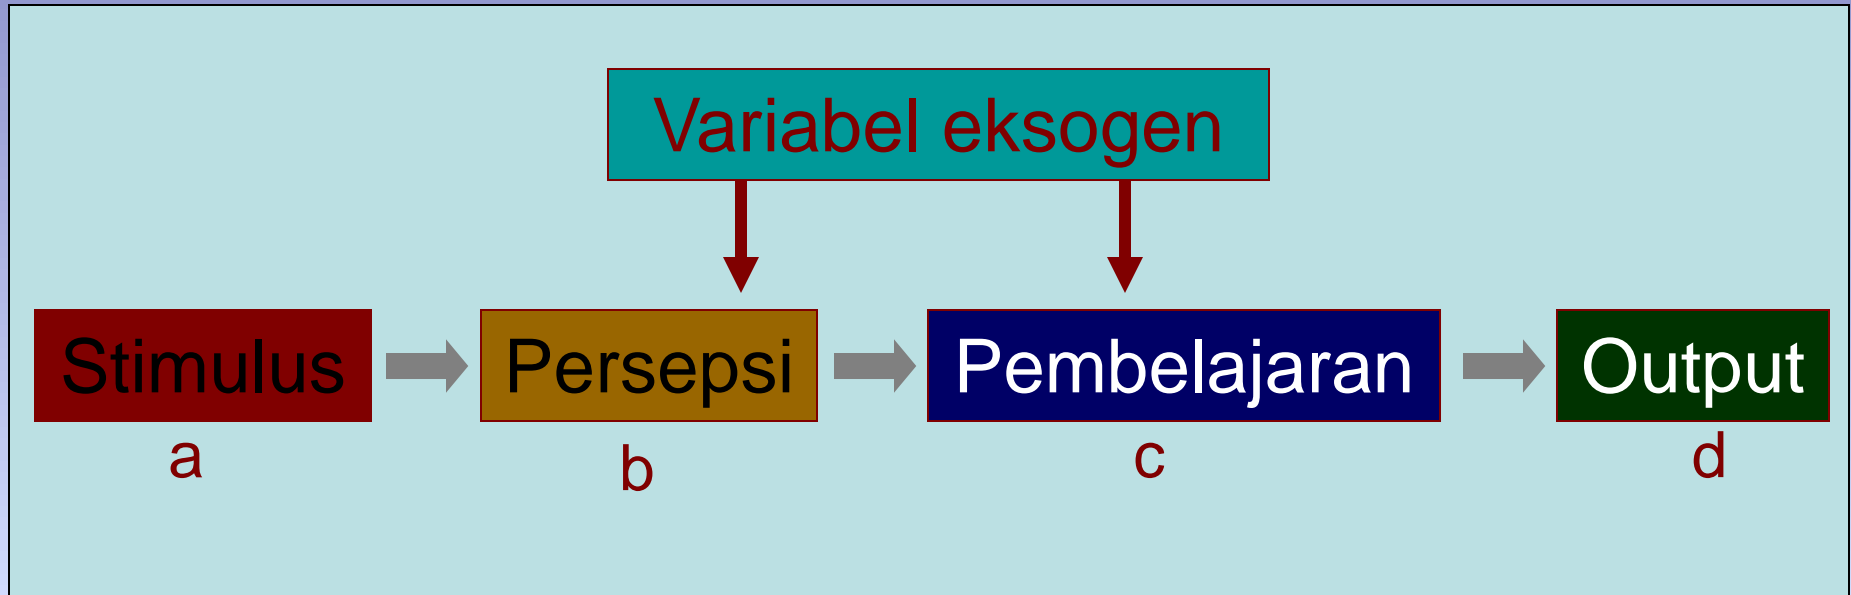 Variabel eksogen
Stimulus
Persepsi
Pembelajaran
Output
a
b
c
d